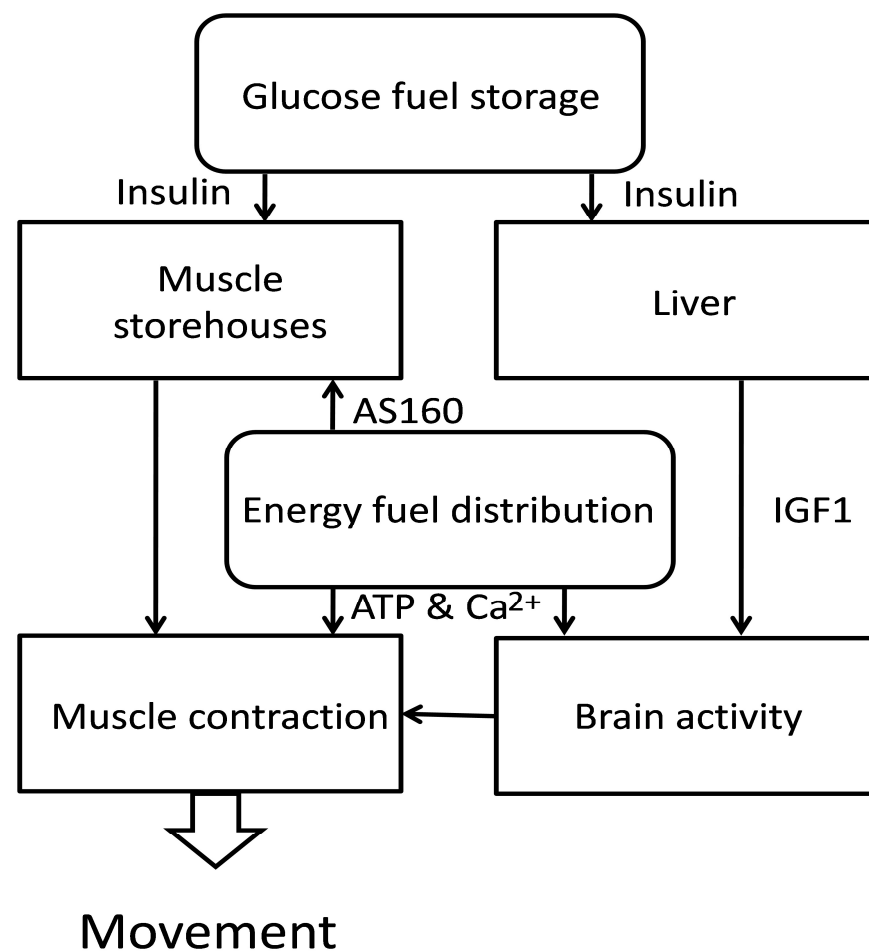 Glucose fuel storage
Insulin
Insulin
Muscle
storehouses
Liver
AS160
Energy fuel distribution
IGF1
ATP & Ca²⁺
Muscle contraction
Brain activity
Movement